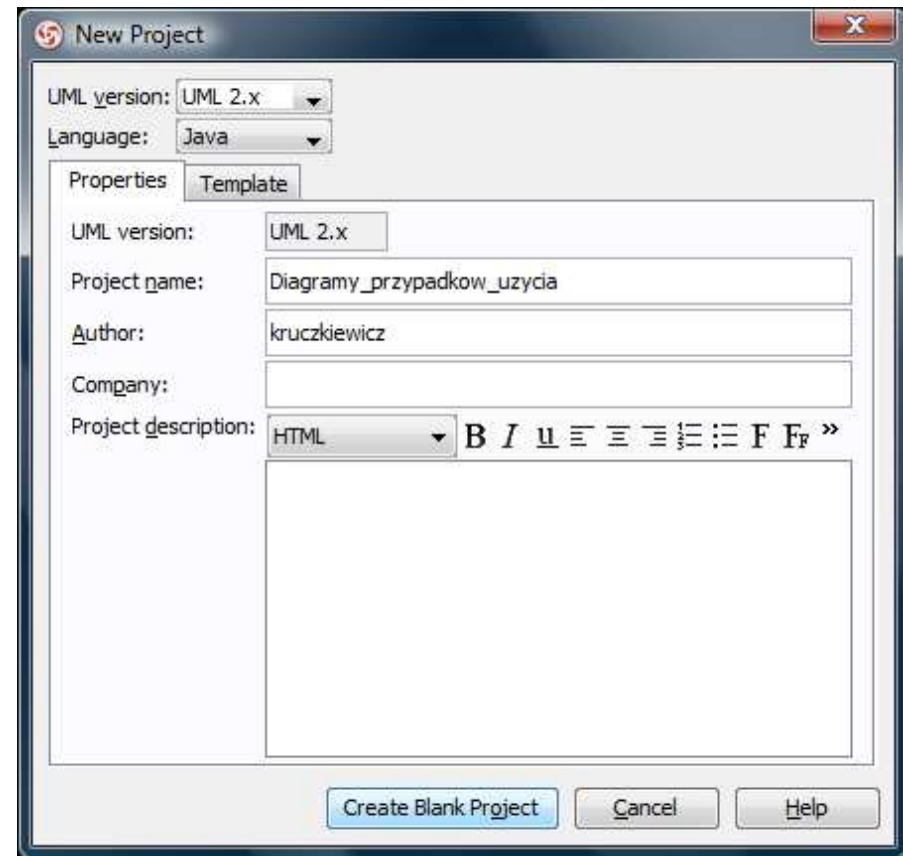 New Project
UML version: UML 2.x
Language: Java
Properties Template
UML version: UML 2.x
Project name: Diagramy_przypadkow_uzycia
Author: kruczkiewicz
Company:
Project description: HTML B I u F FF »
Create Blank Project Cancel Help